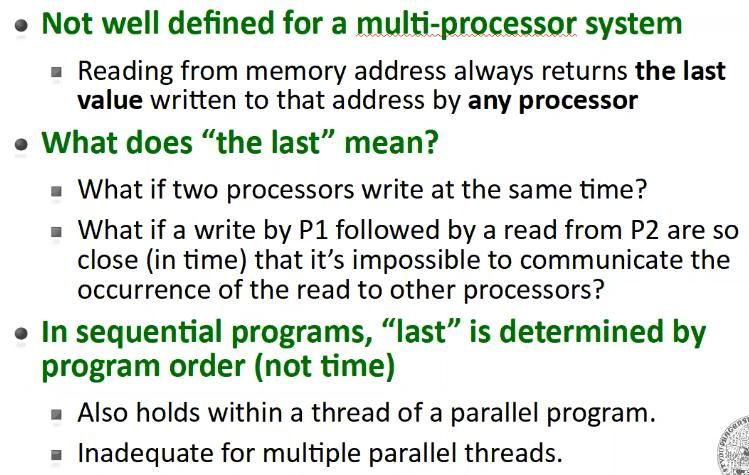 Not well defined for a multi-processor system
Reading from memory address always returns the last
value written to that address by any processor
What does “the last” mean?
What if two processors write at the same time?
What if a write by P1 followed by a read from P2 are so
close (in time) that it’s impossible to communicate the
occurrence of the read to other processors?
In sequential programs, “last” is determined by
program order (not time)
Also holds within a thread of a parallel program.
Inadequate for multiple parallel threads.